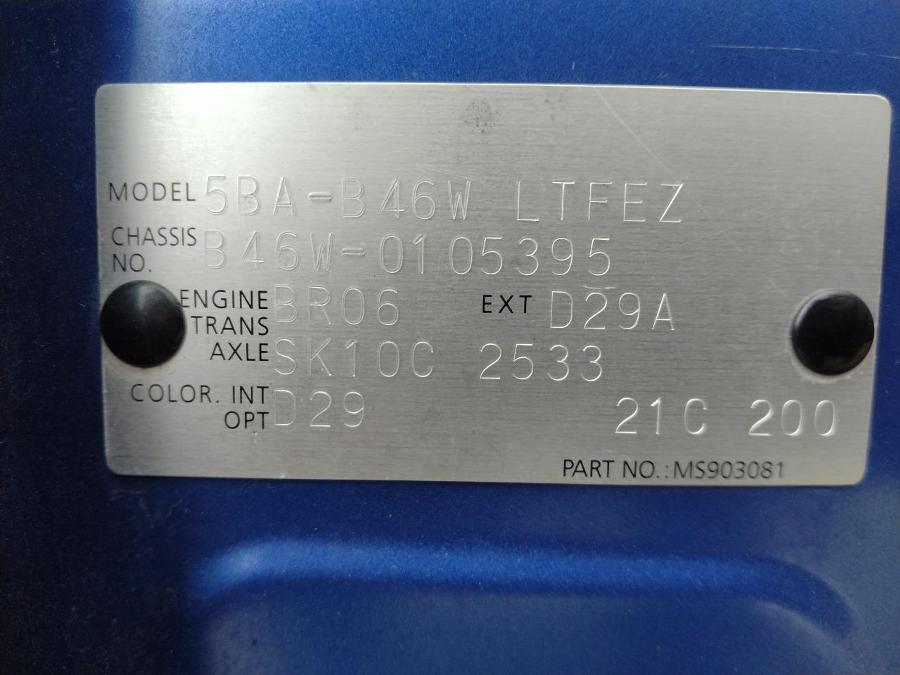 MODEL 5BA-B46W LTFEZ
CHASSIS NO. B46W-0105395
ENGINE BR06 EXT D29A
TRANS AXLE SK10C 2533
COLOR. INT OPT D29 21C 200
PART NO.:MS903081